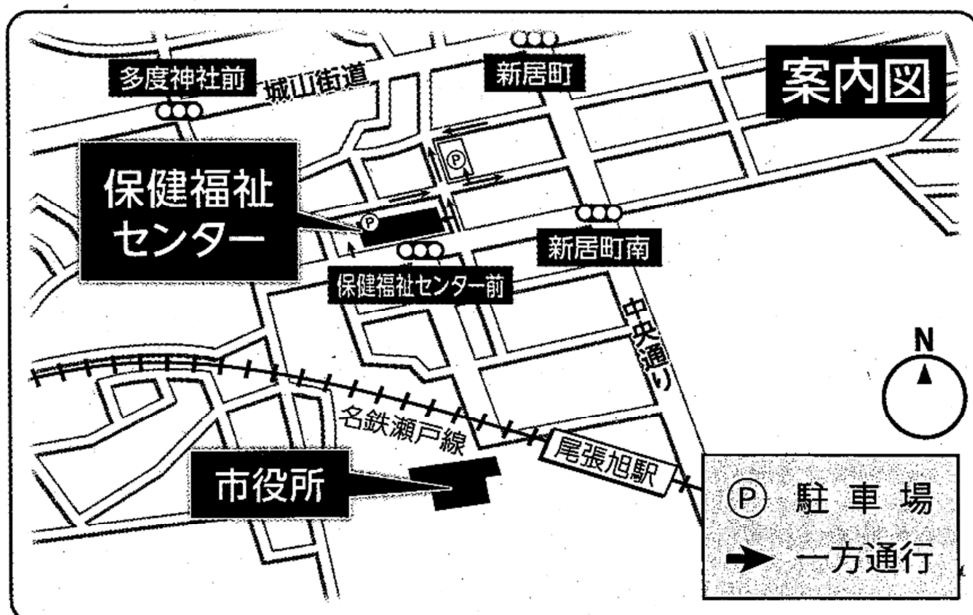 案内図
多度神社前
城山街道
新居町
P
保健福祉
センター
P
保健福祉センター前
新居町南
中央通り
N
名鉄瀬戸線
尾張旭駅
市役所
P 駐車場
一方通行